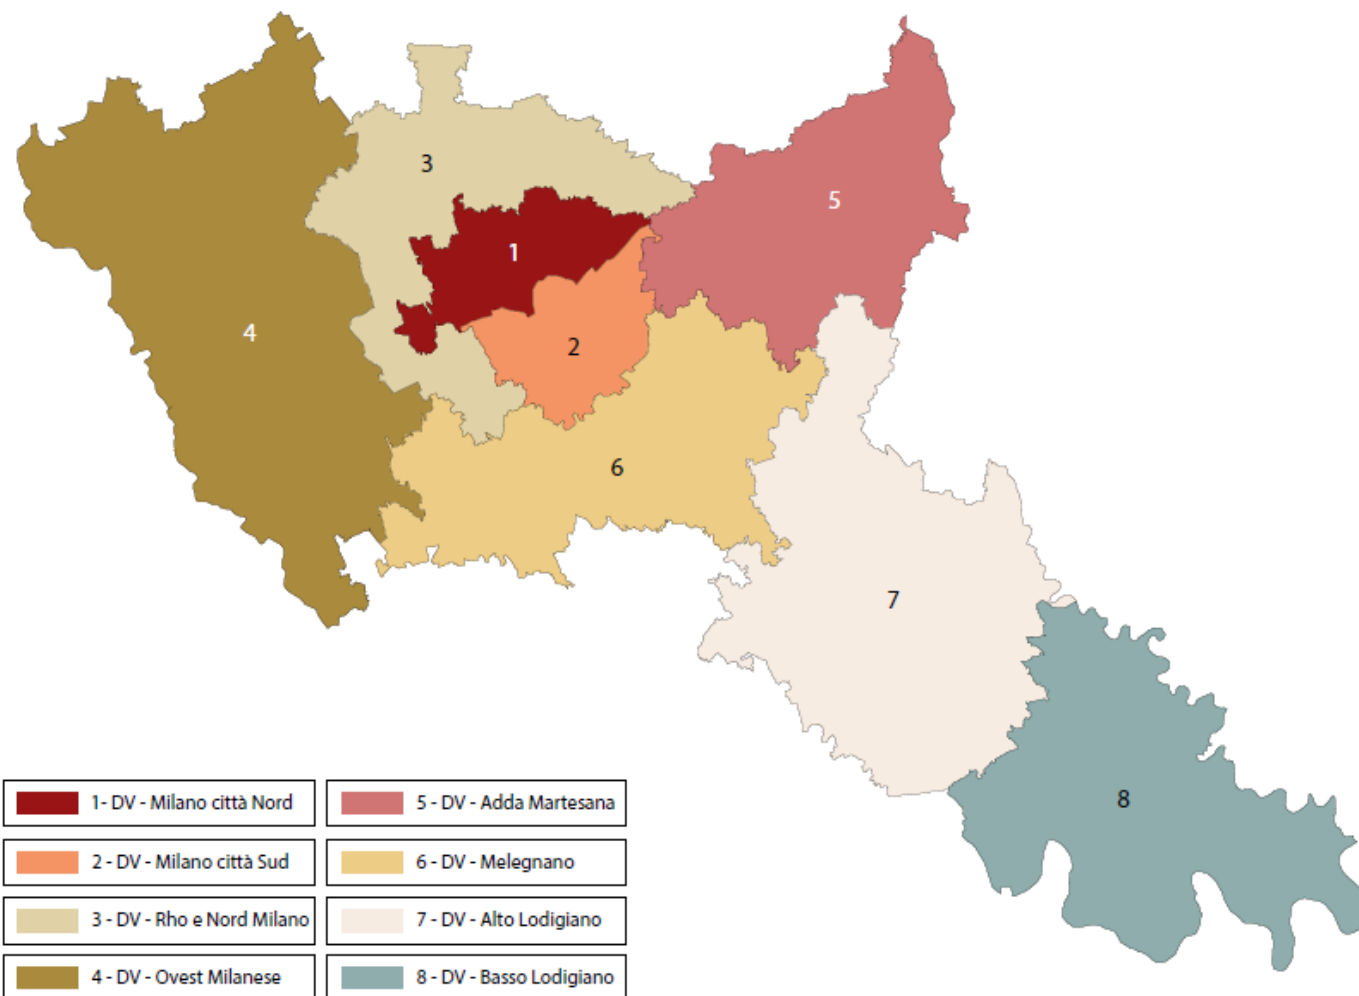 3
5
1
4
2
6
7
8
1- DV - Milano città Nord
5 - DV - Adda Martesana
2 - DV - Milano città Sud
6 - DV - Melegnano
3 - DV - Rho e Nord Milano
7 - DV - Alto Lodigiano
4 - DV - Ovest Milanese
8 - DV - Basso Lodigiano